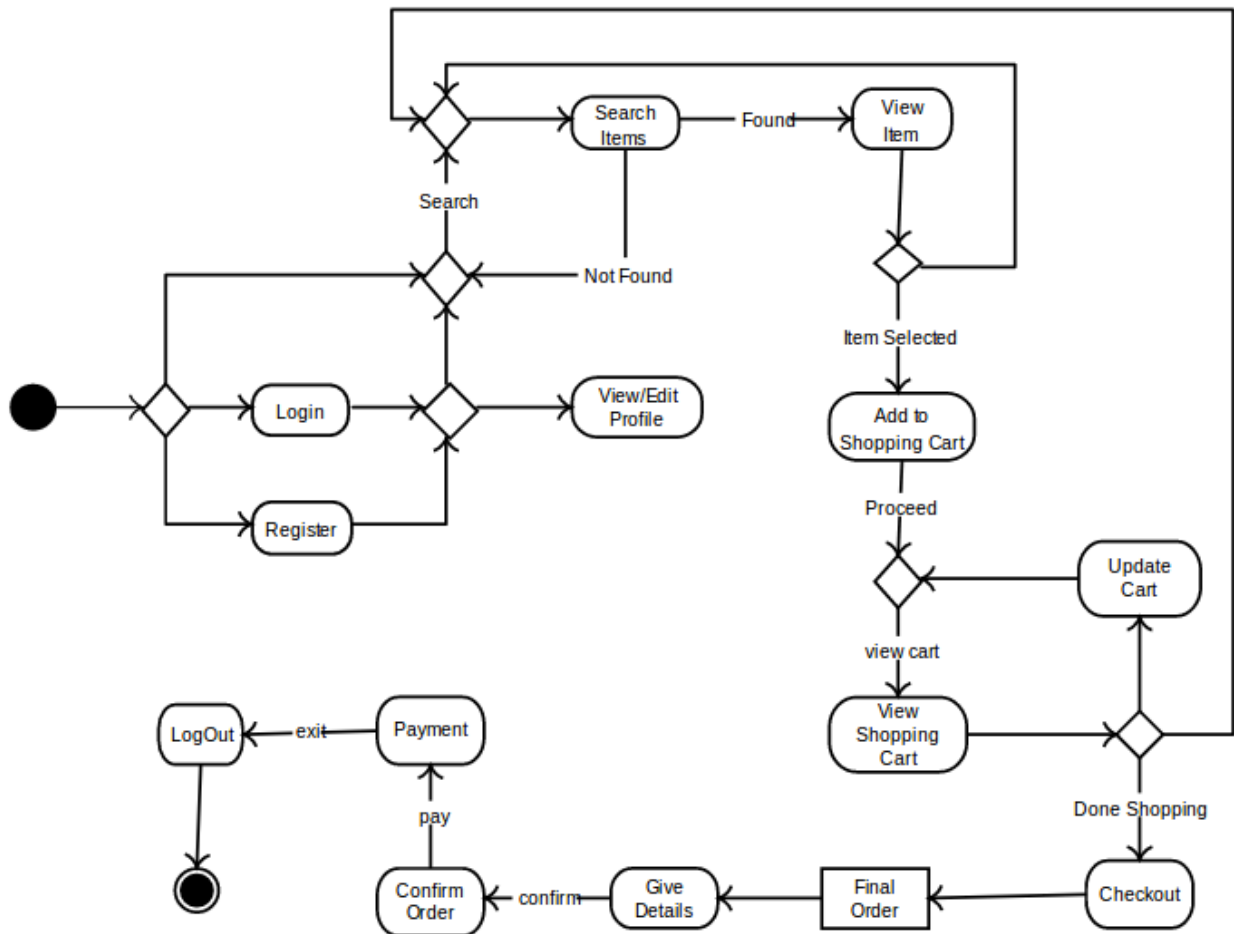 Search
Items
Found
View
Item
Search
Not Found
Item Selected
Login
View/Edit
Profile
Add to
Shopping Cart
Register
Proceed
Update
Cart
view cart
View
Shopping
Cart
LogOut
exit
Payment
Done Shopping
pay
Confirm
Order
confirm
Give
Details
Final
Order
Checkout